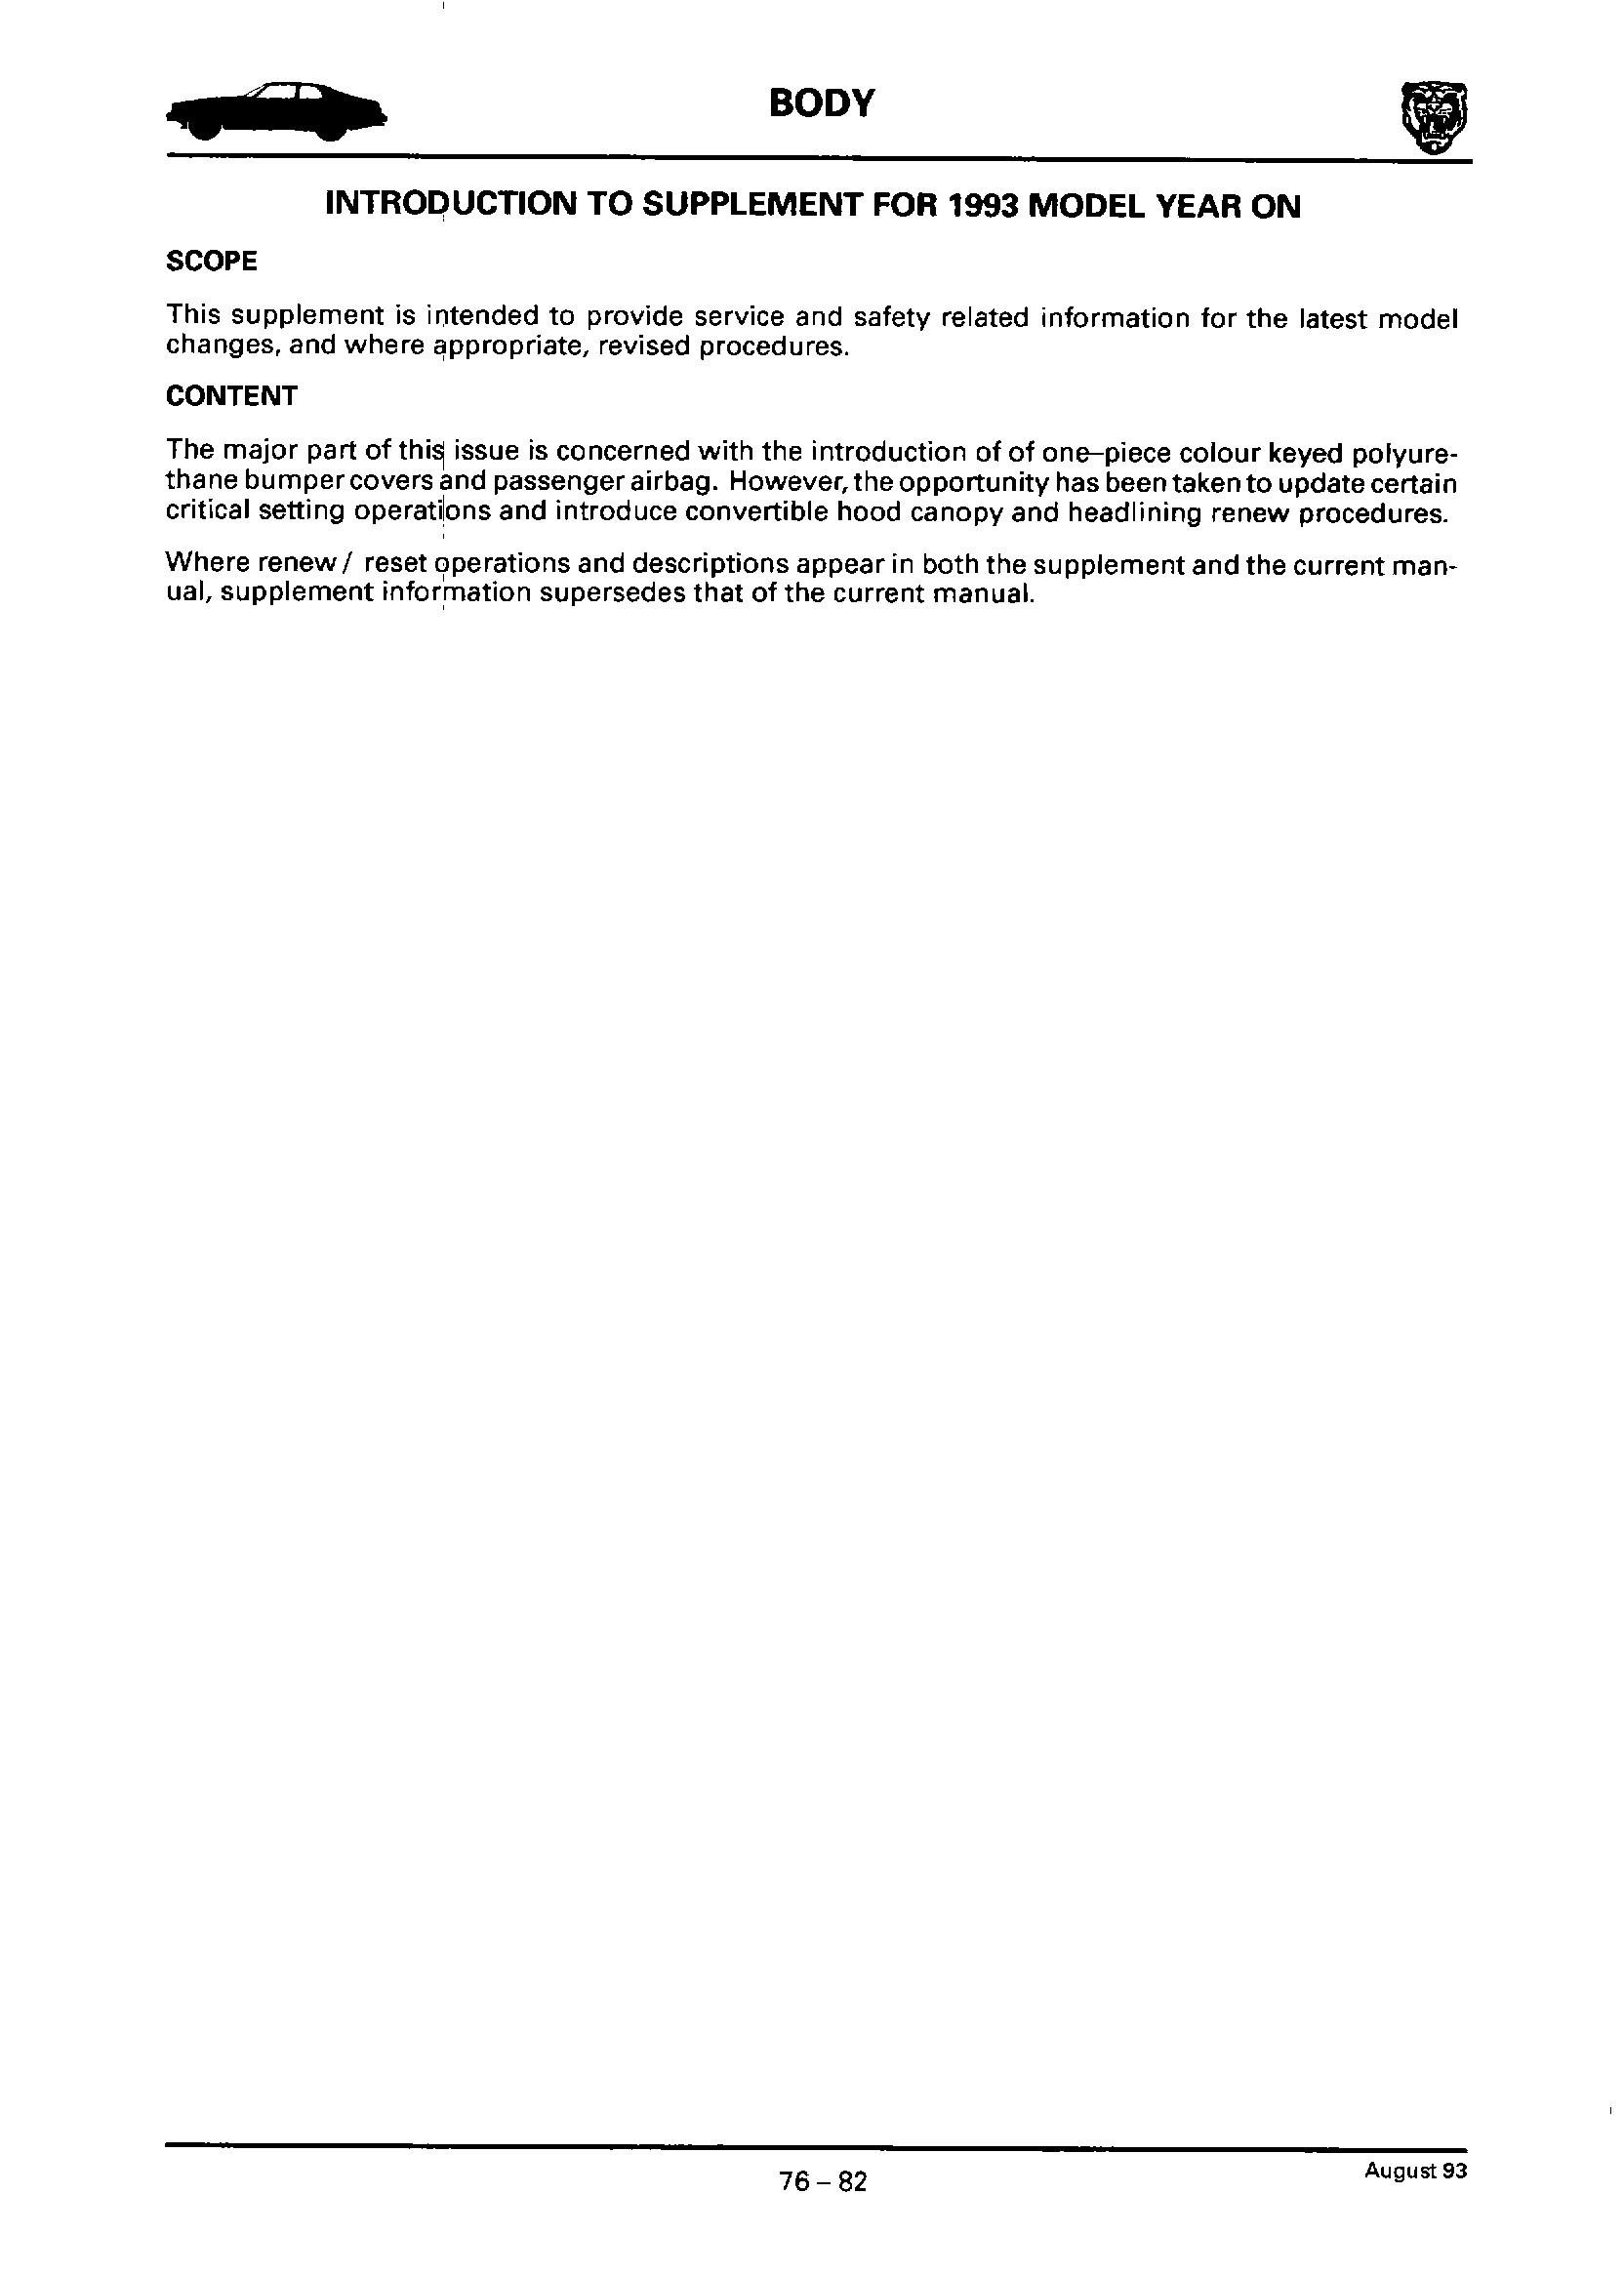 BODY
INTRODUCTION TO SUPPLEMENT FOR 1993 MODEL YEAR ON
SCOPE
This supplement is intended to provide service and safety related information for the latest model
changes, and where appropriate, revised procedures.
CONTENT
The major part of this issue is concerned with the introduction of of one–piece colour keyed polyure-
thane bumper covers and passenger airbag. However, the opportunity has been taken to update certain
critical setting operations and introduce convertible hood canopy and headlining renew procedures.
Where renew / reset operations and descriptions appear in both the supplement and the current man-
ual, supplement information supersedes that of the current manual.
76 – 82
August 93